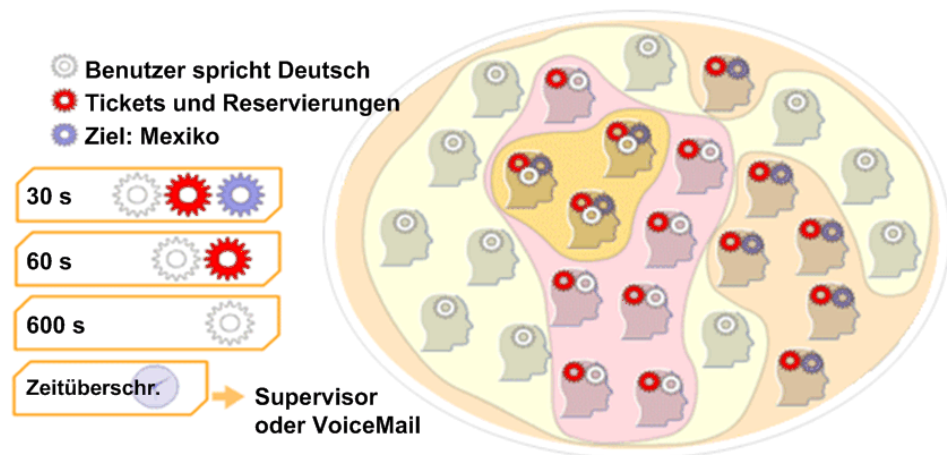 Benutzer spricht Deutsch
Tickets und Reservierungen
Ziel: Mexiko
30 s
60 s
600 s
Zeitüberschr.
Supervisor
oder VoiceMail